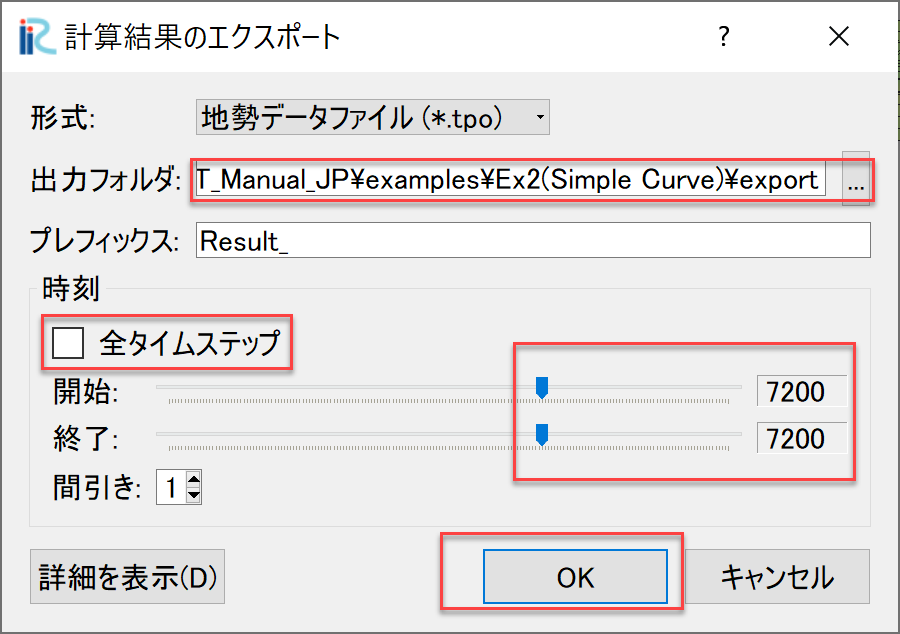 iRIC 計算結果のエクスポート ? ×
形式: 地勢データファイル (*.tpo)
出力フォルダ: T_Manual_JP¥examples¥Ex2(Simple Curve)¥export ...
プレフィックス: Result_
時刻
全タイムステップ
開始: 7200
終了: 7200
間引き: 1
詳細を表示(D) OK キャンセル